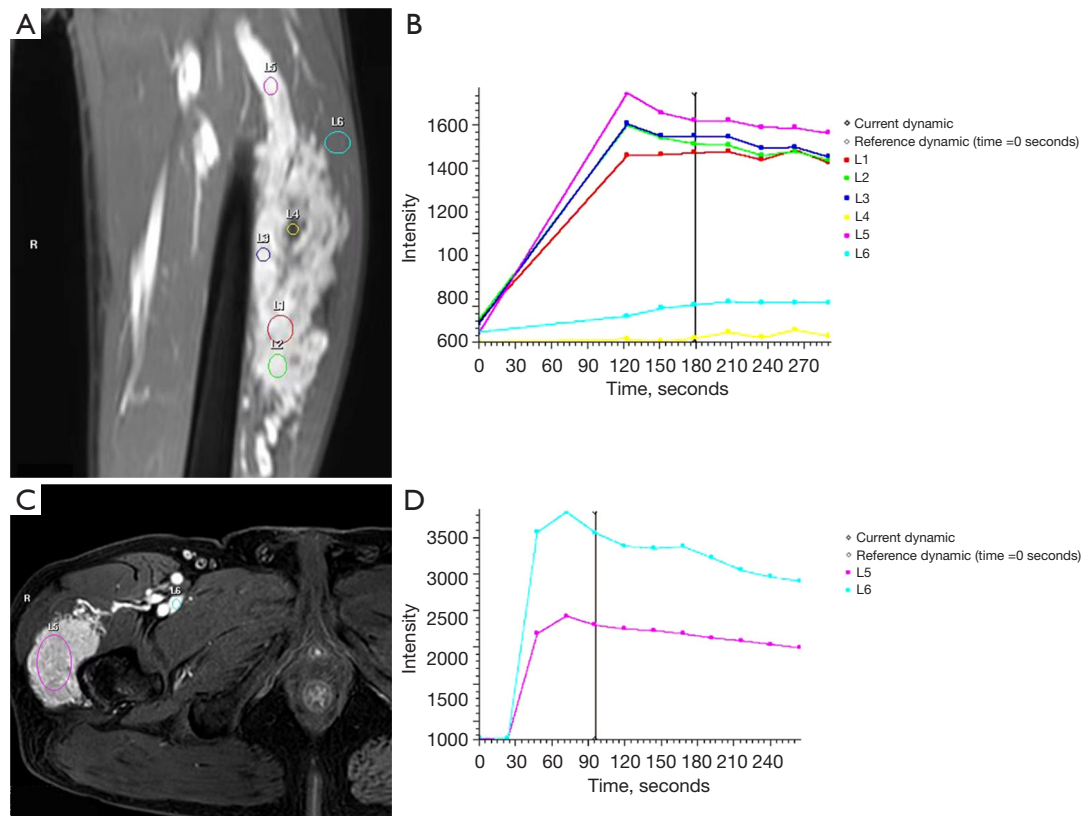 A
L5
L6
L4
L3
L1
L2
R
B
1600
1400
1200
100
800
600
Intensity
0 30 60 90 120 150 180 210 240 270
Time, seconds
Current dynamic
Reference dynamic (time =0 seconds)
L1
L2
L3
L4
L5
L6
C
R
L6
L5
D
3500
3000
2500
2000
1000
Intensity
0 30 60 90 120 150 180 210 240
Time, seconds
Current dynamic
Reference dynamic (time =0 seconds)
L5
L6